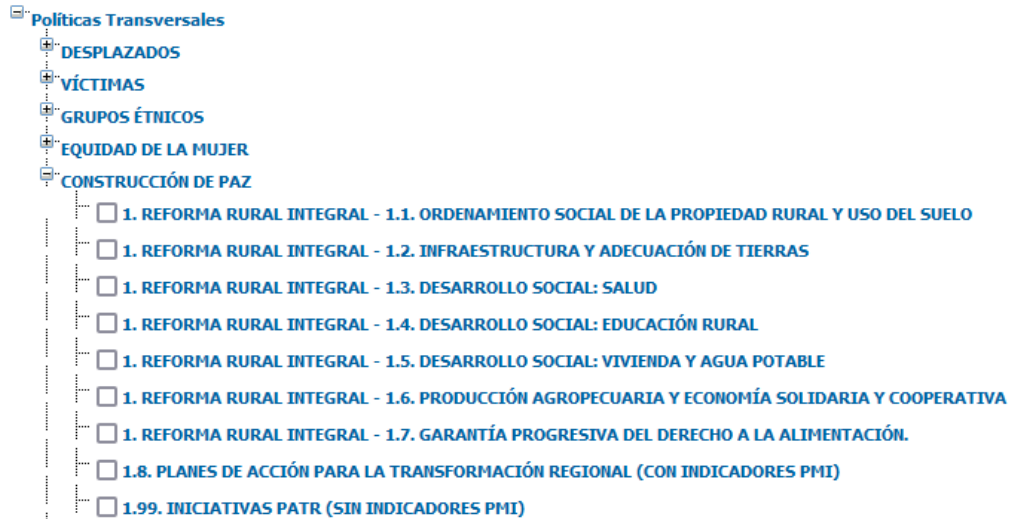 Políticas Transversales
DESPLAZADOS
VÍCTIMAS
GRUPOS ÉTNICOS
EQUIDAD DE LA MUJER
CONSTRUCCIÓN DE PAZ
1. REFORMA RURAL INTEGRAL - 1.1. ORDENAMIENTO SOCIAL DE LA PROPIEDAD RURAL Y USO DEL SUELO
1. REFORMA RURAL INTEGRAL - 1.2. INFRAESTRUCTURA Y ADECUACIÓN DE TIERRAS
1. REFORMA RURAL INTEGRAL - 1.3. DESARROLLO SOCIAL: SALUD
1. REFORMA RURAL INTEGRAL - 1.4. DESARROLLO SOCIAL: EDUCACIÓN RURAL
1. REFORMA RURAL INTEGRAL - 1.5. DESARROLLO SOCIAL: VIVIENDA Y AGUA POTABLE
1. REFORMA RURAL INTEGRAL - 1.6. PRODUCCIÓN AGROPECUARIA Y ECONOMÍA SOLIDARIA Y COOPERATIVA
1. REFORMA RURAL INTEGRAL - 1.7. GARANTÍA PROGRESIVA DEL DERECHO A LA ALIMENTACIÓN.
1.8. PLANES DE ACCIÓN PARA LA TRANSFORMACIÓN REGIONAL (CON INDICADORES PMI)
1.99. INICIATIVAS PATR (SIN INDICADORES PMI)